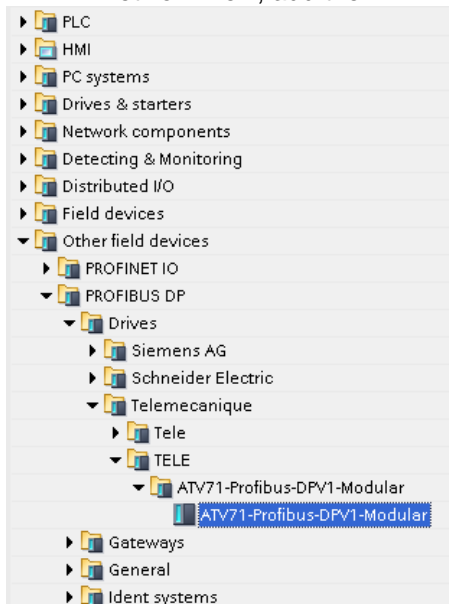 PLC
HMI
PC systems
Drives & starters
Network components
Detecting & Monitoring
Distributed I/O
Field devices
Other field devices
PROFINET IO
PROFIBUS DP
Drives
Siemens AG
Schneider Electric
Telemecanique
Tele
TELE
ATV71-Profibus-DPV1-Modular
ATV71-Profibus-DPV1-Modular
Gateways
General
Ident systems